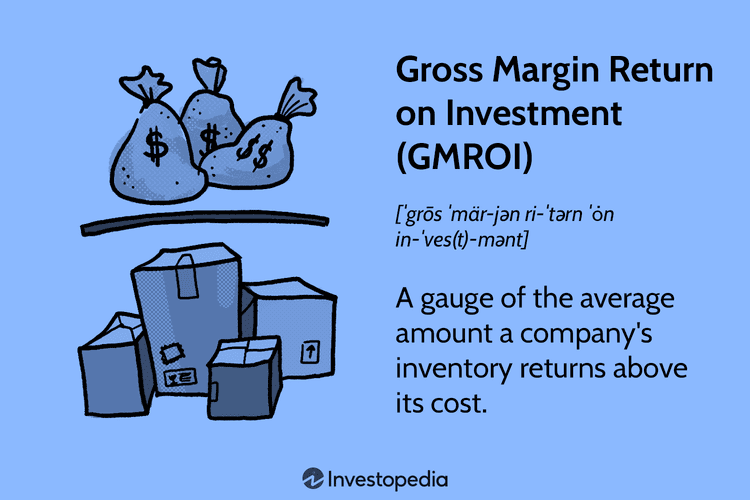 Gross Margin Return
on Investment
(GMROI)
[ˈgrōs ˈmär-jən ri-ˈtərn ˈȯn
in-ˈves(t)-mənt]
A gauge of the average
amount a company's
inventory returns above
its cost.
$ $ $ $
Investopedia